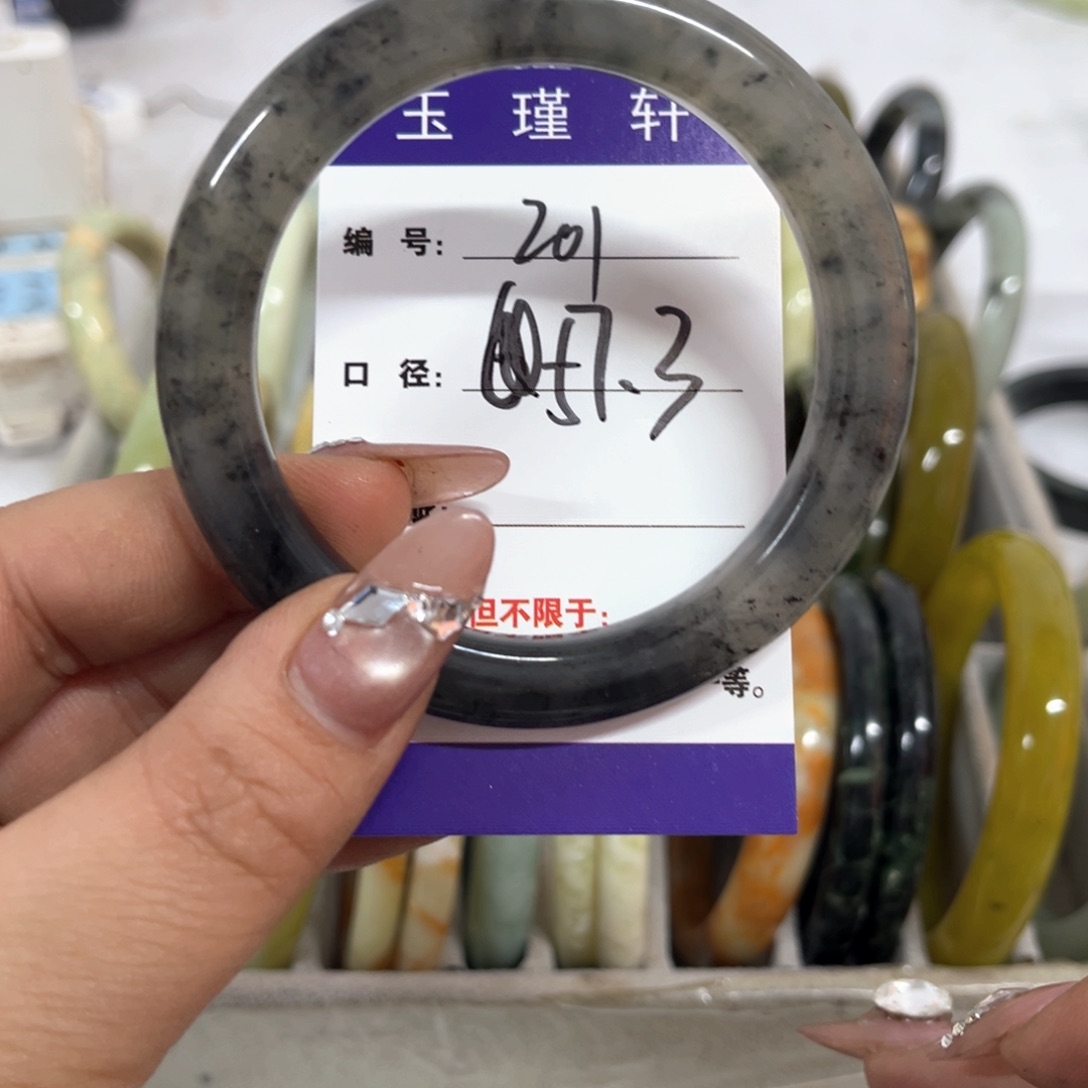 玉瑾轩
编号: 201
口径: 57.3
但不限于:
等。